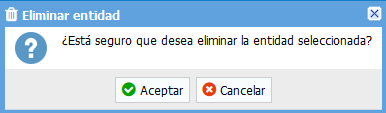 Eliminar entidad
¿Está seguro que desea eliminar la entidad seleccionada?
Aceptar
Cancelar